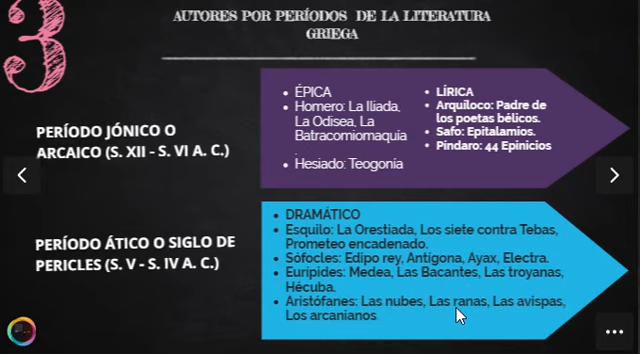 3
AUTORES POR PERÍODOS DE LA LITERATURA
GRIEGA
PERÍODO JÓNICO O
ARCAICO (S. XII - S. VI A. C.)
• ÉPICA
• Homero: La Iliada,
La Odisea, La
Batracomiomaquia
.
• Hesiado: Teogonía
• LÍRICA
• Arquíloco: Padre de
los poetas bélicos.
• Safo: Epitalamios.
• Píndaro: 44 Epinicios
PERÍODO ÁTICO O SIGLO DE
PERICLES (S. V - S. IV A. C.)
• DRAMÁTICO
• Esquilo: La Orestiada, Los siete contra Tebas,
Prometeo encadenado.
• Sófocles: Edipo rey, Antígona, Ayax, Electra.
• Eurípides: Medea, Las Bacantes, Las troyanas,
Hécuba.
• Aristófanes: Las nubes, Las ranas, Las avispas,
Los arcanianos